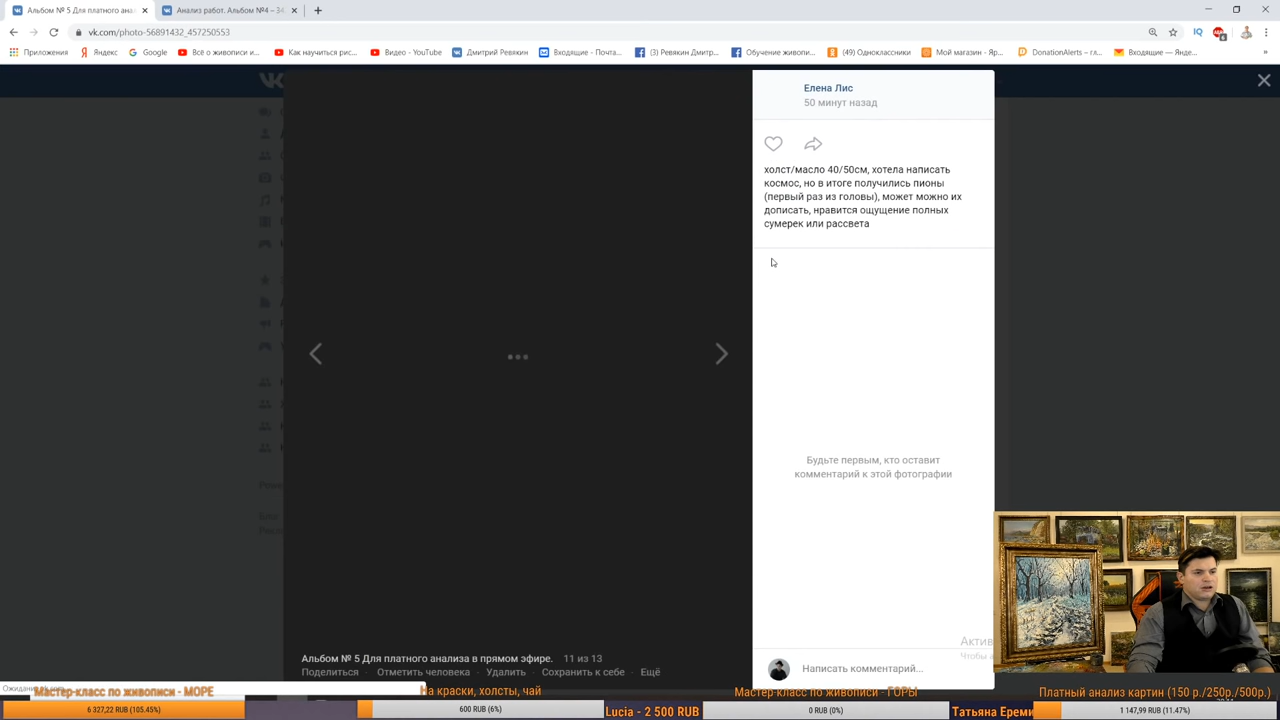 Альбом № 5 Для платного ана
Анализ работ. Альбом №4 – 34
vk.com/photo-56891432_457250553
Приложения
Яндекс
Google
Всё о живописи и...
Как научиться рис...
Видео - YouTube
Дмитрий Ревякин
Входящие - Почта...
(3) Ревякин Дмитр...
Обучение живопи...
(49) Одноклассники
Мой магазин - Яр...
DonationAlerts – гл...
Входящие — Янде...
Елена Лис
50 минут назад
холст/масло 40/50см, хотела написать
космос, но в итоге получились пионы
(первый раз из головы), может можно их
дописать, нравится ощущение полных
сумерек или рассвета
Будьте первым, кто оставит
комментарий к этой фотографии
Актив
Чтобы а
Написать комментарий...
Альбом № 5 Для платного анализа в прямом эфире. 11 из 13
Поделиться · Отметить человека · Удалить · Сохранить к себе · Ещё
Мастер-класс по живописи - МОРЕ
На краски, холсты, чай
Мастер-класс по живописи - ГОРЫ
Платный анализ картин (150 р./250р./500р.)
6 327,22 RUB (105.45%)
600 RUB (6%)
Lucia - 2 500 RUB
0 RUB (0%)
Татьяна Ереми
1 147,99 RUB (11.47%)